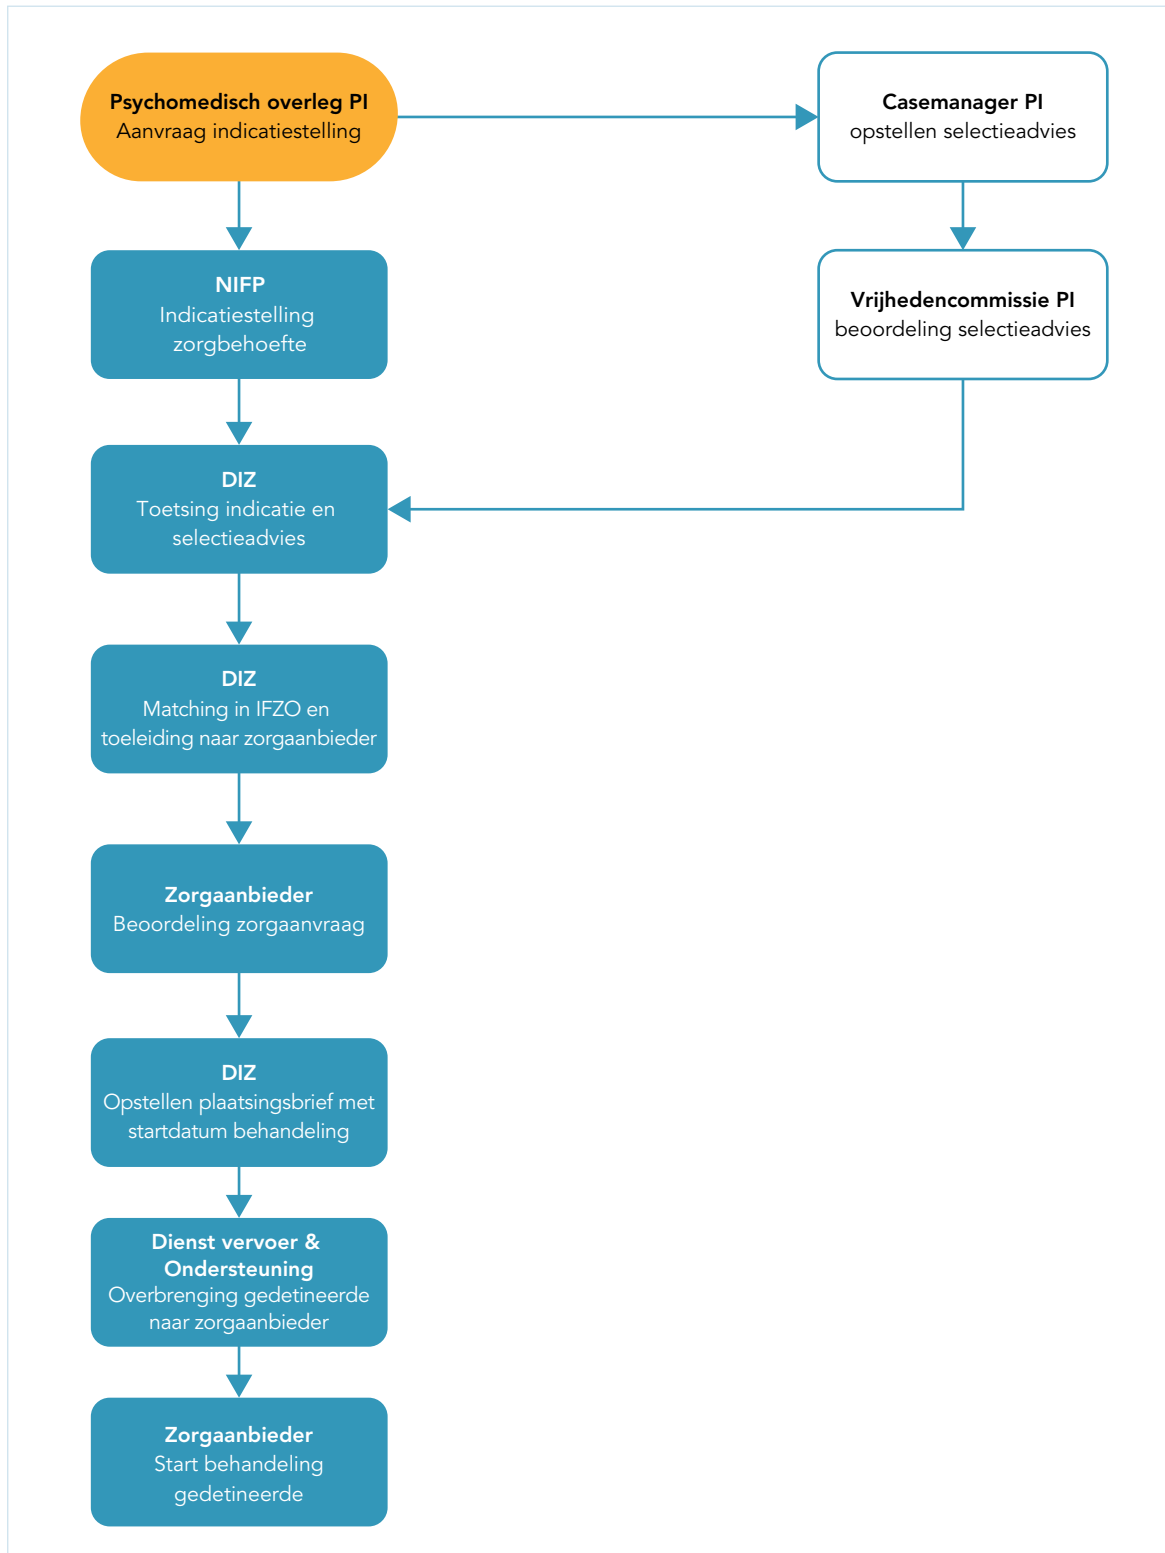 Psychomedisch overleg PI
Aanvraag indicatiestelling
Casemanager PI
opstellen selectieadvies
NIFP
Indicatiestelling
zorgbehoefte
Vrijhedencommissie PI
beoordeling selectieadvies
DIZ
Toetsing indicatie en
selectieadvies
DIZ
Matching in IFZO en
toeleiding naar zorgaanbieder
Zorgaanbieder
Beoordeling zorgaanvraag
DIZ
Opstellen plaatsingsbrief met
startdatum behandeling
Dienst vervoer &
Ondersteuning
Overbrenging gedetineerde
naar zorgaanbieder
Zorgaanbieder
Start behandeling
gedetineerde